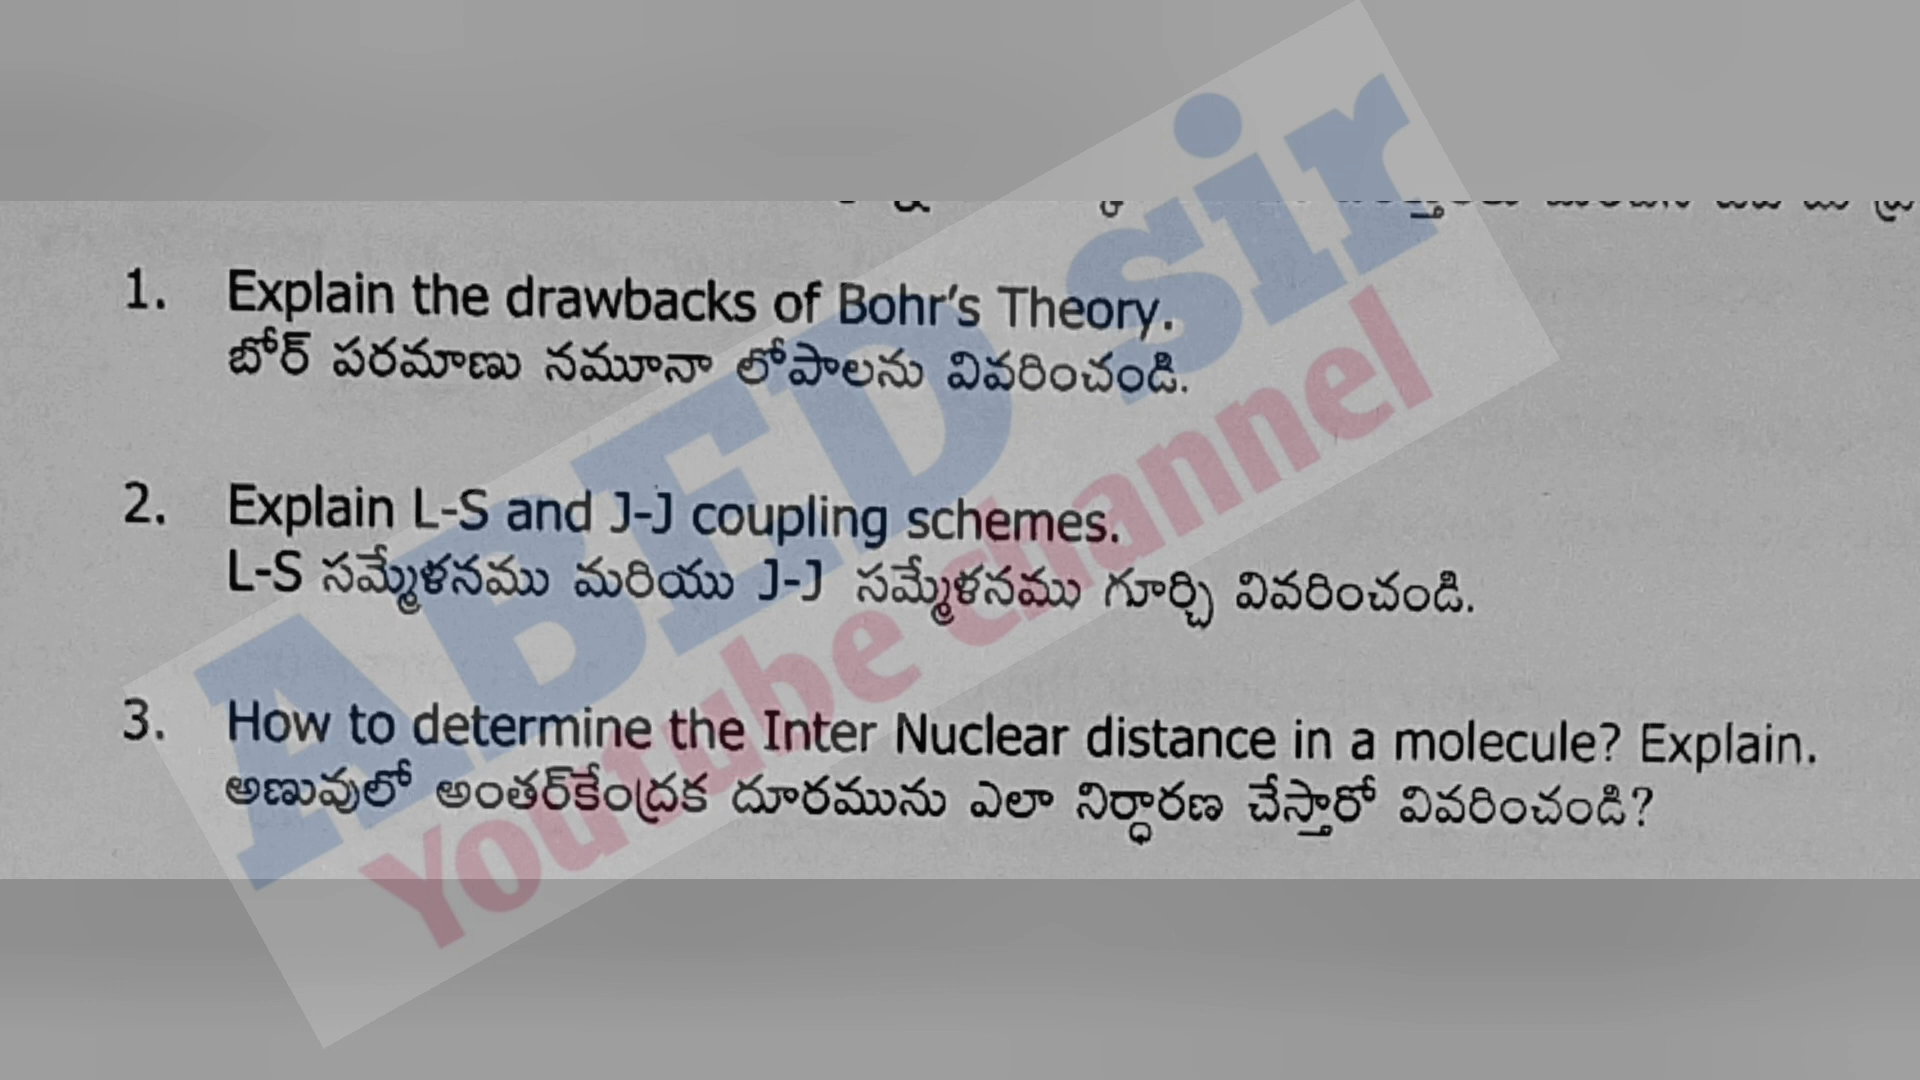 1. Explain the drawbacks of Bohr's Theory.
బోర్ పరమాణు నమూనా లోపాలను వివరించండి.
2. Explain L-S and J-J coupling schemes.
L-S సమ్మేళనము మరియు J-J సమ్మేళనము గూర్చి వివరించండి.
3. How to determine the Inter Nuclear distance in a molecule? Explain.
అణువులో అంతర్‌కేంద్రక దూరమును ఎలా నిర్ధారణ చేస్తారో వివరించండి?
ABED sir
Youtube channel